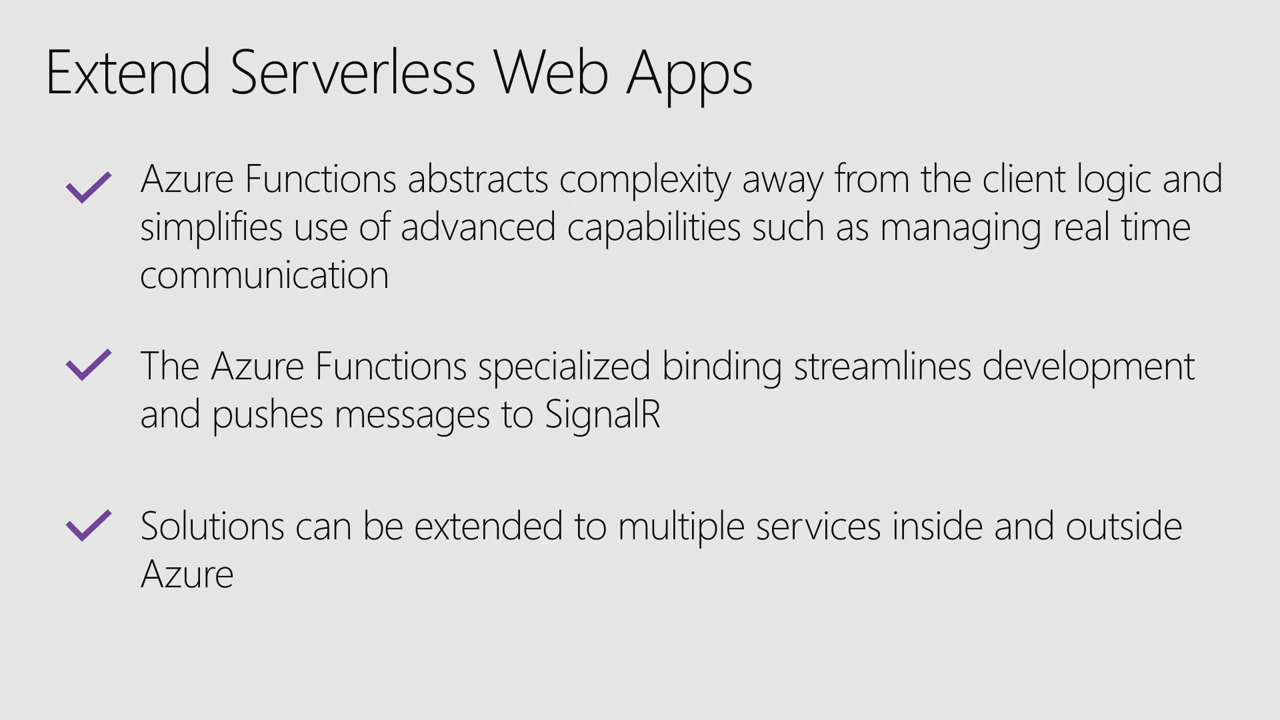 Extend Serverless Web Apps
Azure Functions abstracts complexity away from the client logic and
simplifies use of advanced capabilities such as managing real time
communication
The Azure Functions specialized binding streamlines development
and pushes messages to SignalR
Solutions can be extended to multiple services inside and outside
Azure